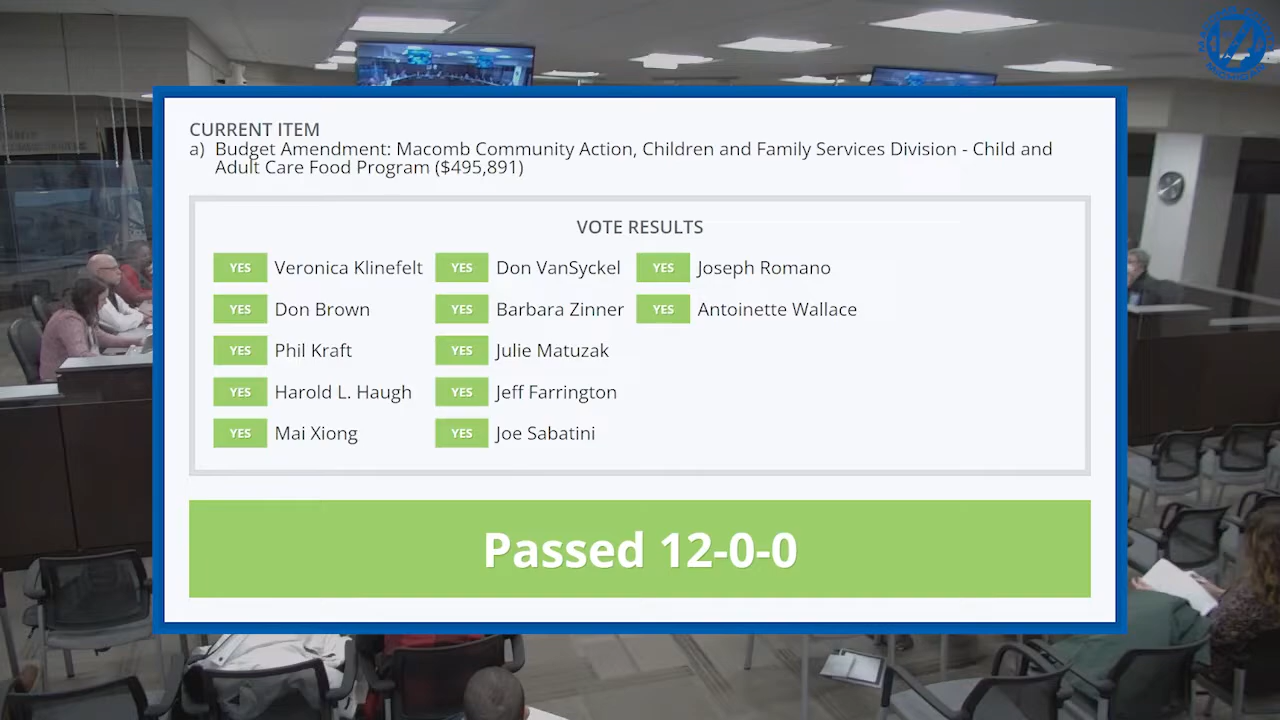 CURRENT ITEM
a) Budget Amendment: Macomb Community Action, Children and Family Services Division - Child and
Adult Care Food Program ($495,891)
VOTE RESULTS
YES Veronica Klinefelt YES Don VanSyckel YES Joseph Romano
YES Don Brown YES Barbara Zinner YES Antoinette Wallace
YES Phil Kraft YES Julie Matuzak
YES Harold L. Haugh YES Jeff Farrington
YES Mai Xiong YES Joe Sabatini
Passed 12-0-0